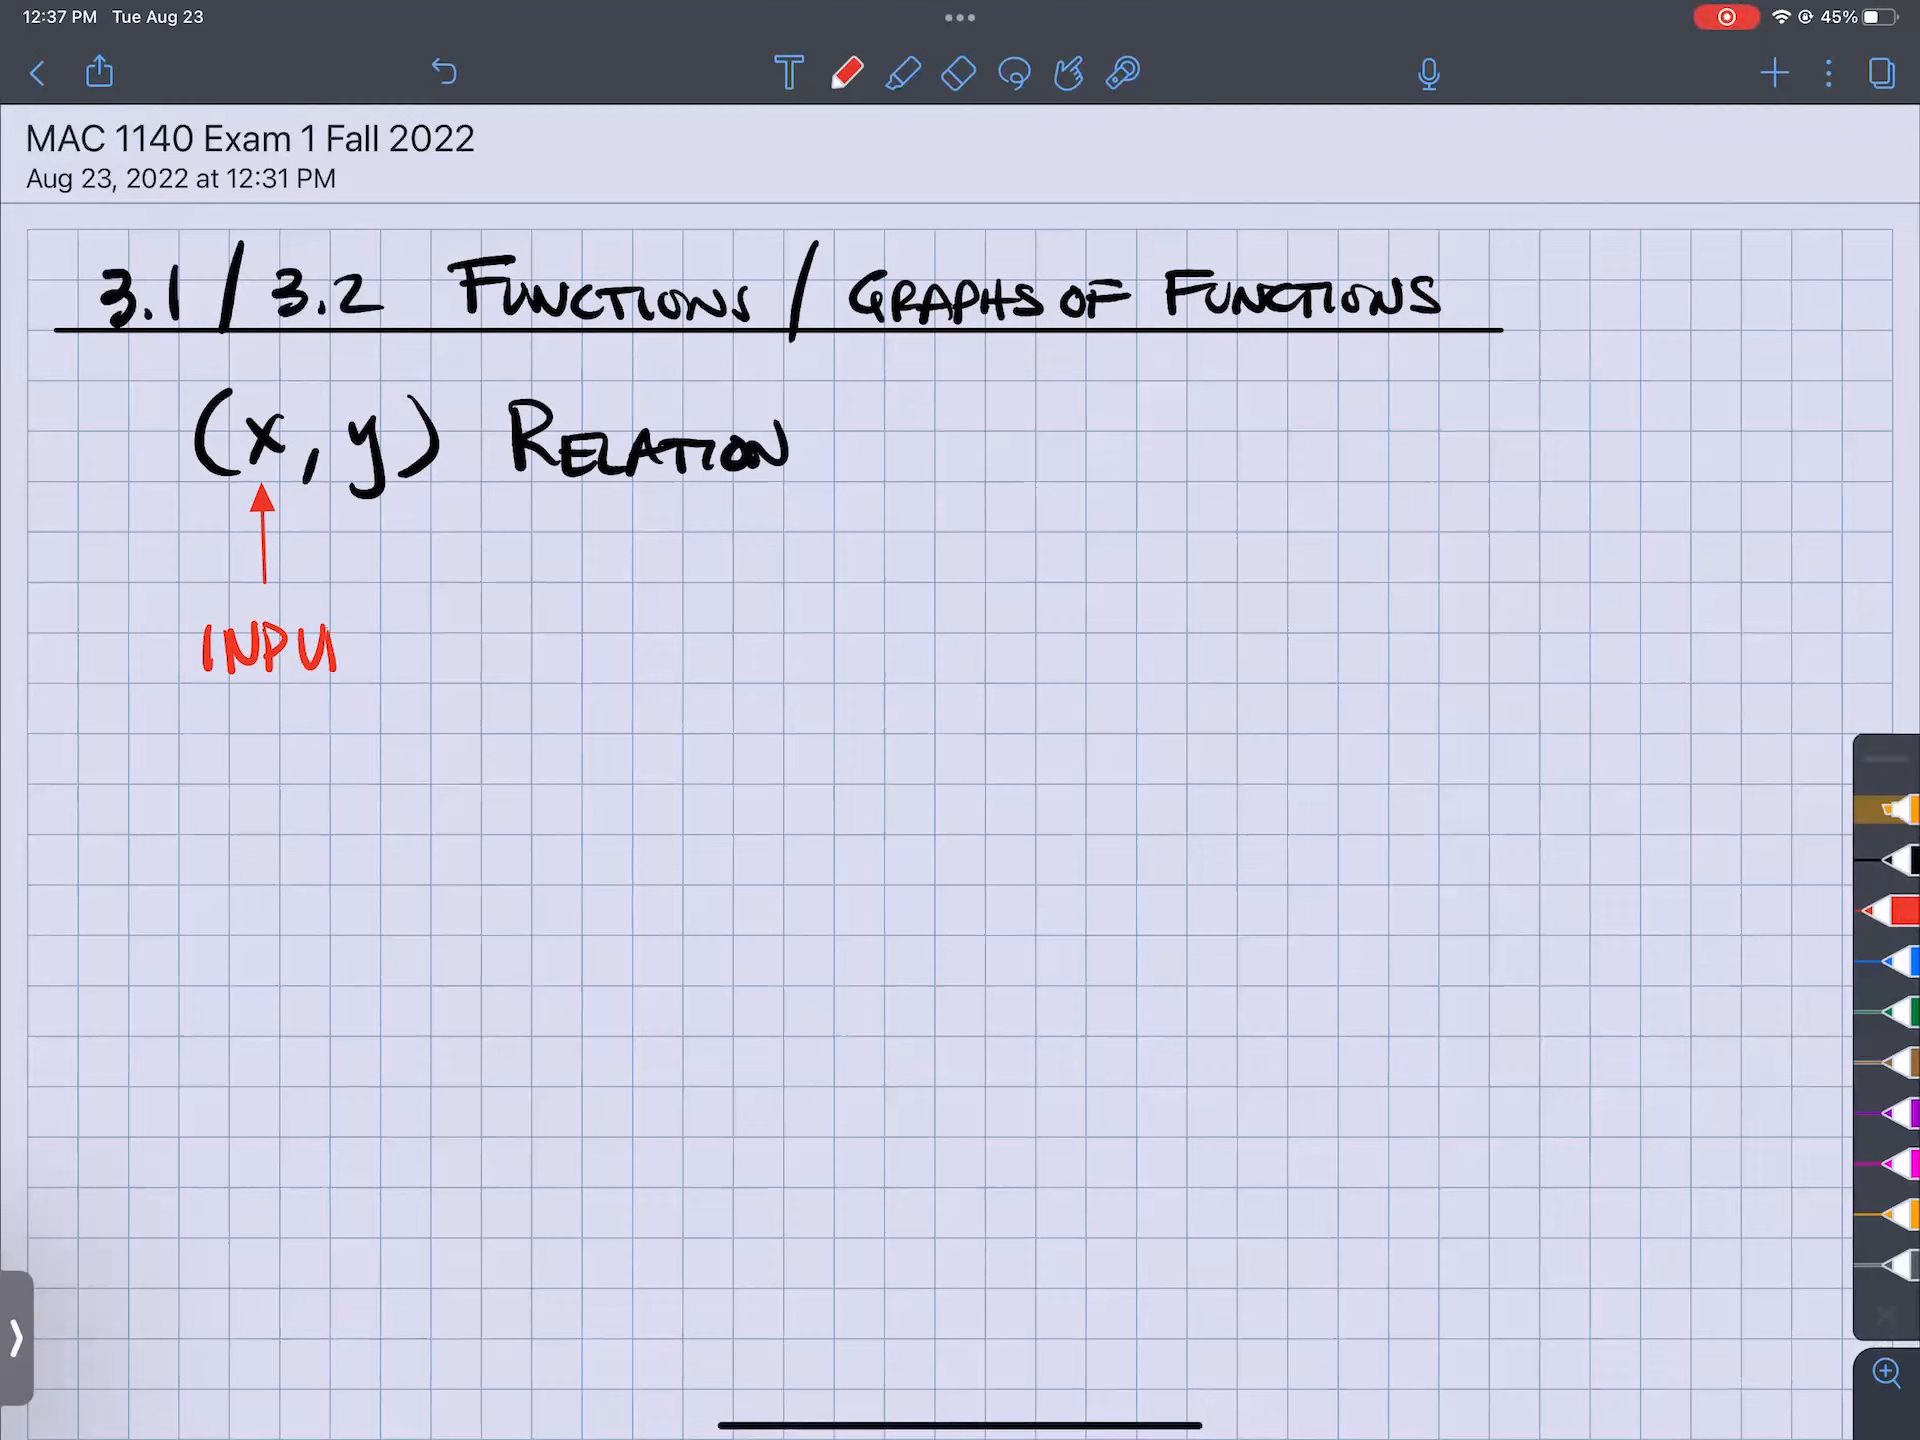 12:37 PM Tue Aug 23 45%
MAC 1140 Exam 1 Fall 2022
Aug 23, 2022 at 12:31 PM
3.1 / 3.2 FUNCTIONS / GRAPHS OF FUNCTIONS
(x, y) RELATION
INPU